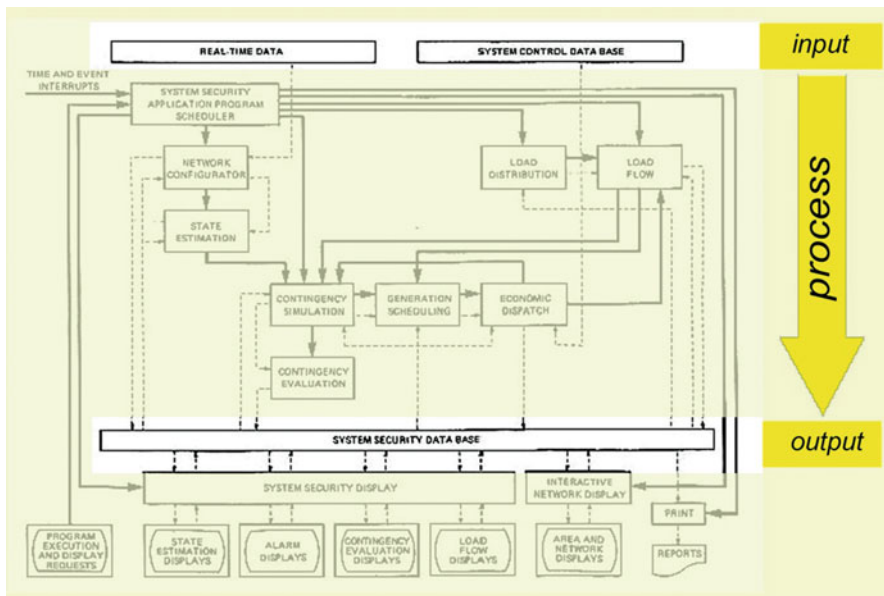 REAL-TIME DATA
SYSTEM CONTROL DATA BASE
input
TIME AND EVENT
INTERRUPTS
SYSTEM SECURITY
APPLICATION PROGRAM
SCHEDULER
NETWORK
CONFIGURATOR
LOAD
DISTRIBUTION
LOAD
FLOW
STATE
ESTIMATION
process
CONTINGENCY
SIMULATION
GENERATION
SCHEDULING
ECONOMIC
DISPATCH
CONTINGENCY
EVALUATION
SYSTEM SECURITY DATA BASE
output
SYSTEM SECURITY DISPLAY
INTERACTIVE
NETWORK DISPLAY
PRINT
PROGRAM
EXECUTION
AND DISPLAY
REQUESTS
STATE
ESTIMATION
DISPLAYS
ALARM
DISPLAYS
CONTINGENCY
EVALUATION
DISPLAYS
LOAD
FLOW
DISPLAYS
AREA AND
NETWORK
DISPLAYS
REPORTS